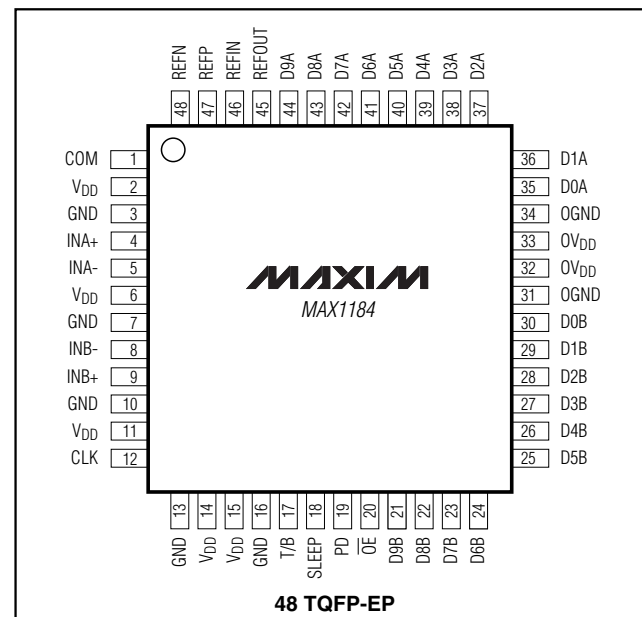 REFN REFP REFIN REFOUT D9A D8A D7A D6A D5A D4A D3A D2A
48 47 46 45 44 43 42 41 40 39 38 37
COM 1 36 D1A
VDD 2 35 D0A
GND 3 34 OGND
INA+ 4 33 OVDD
INA- 5 32 OVDD
VDD 6 31 OGND
GND 7 30 D0B
INB- 8 29 D1B
INB+ 9 28 D2B
GND 10 27 D3B
VDD 11 26 D4B
CLK 12 25 D5B
MAXIM
MAX1184
13 14 15 16 17 18 19 20 21 22 23 24
GND VDD VDD GND T/B SLEEP PD OE D9B D8B D7B D6B
48 TQFP-EP